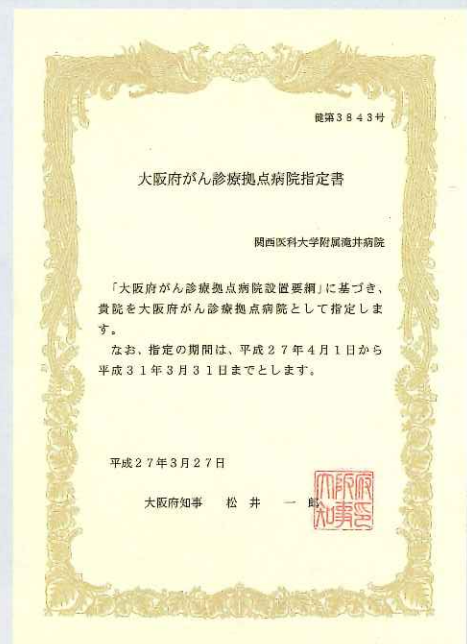 健第３８４３号
大阪府がん診療拠点病院指定書
関西医科大学附属滝井病院
「大阪府がん診療拠点病院設置要綱」に基づき、
貴院を大阪府がん診療拠点病院として指定しま
す。
なお、指定の期間は、平成２７年４月１日から
平成３１年３月３１日までとします。
平成２７年３月２７日
大阪府知事　松　井　一　郎
大阪府
知事印